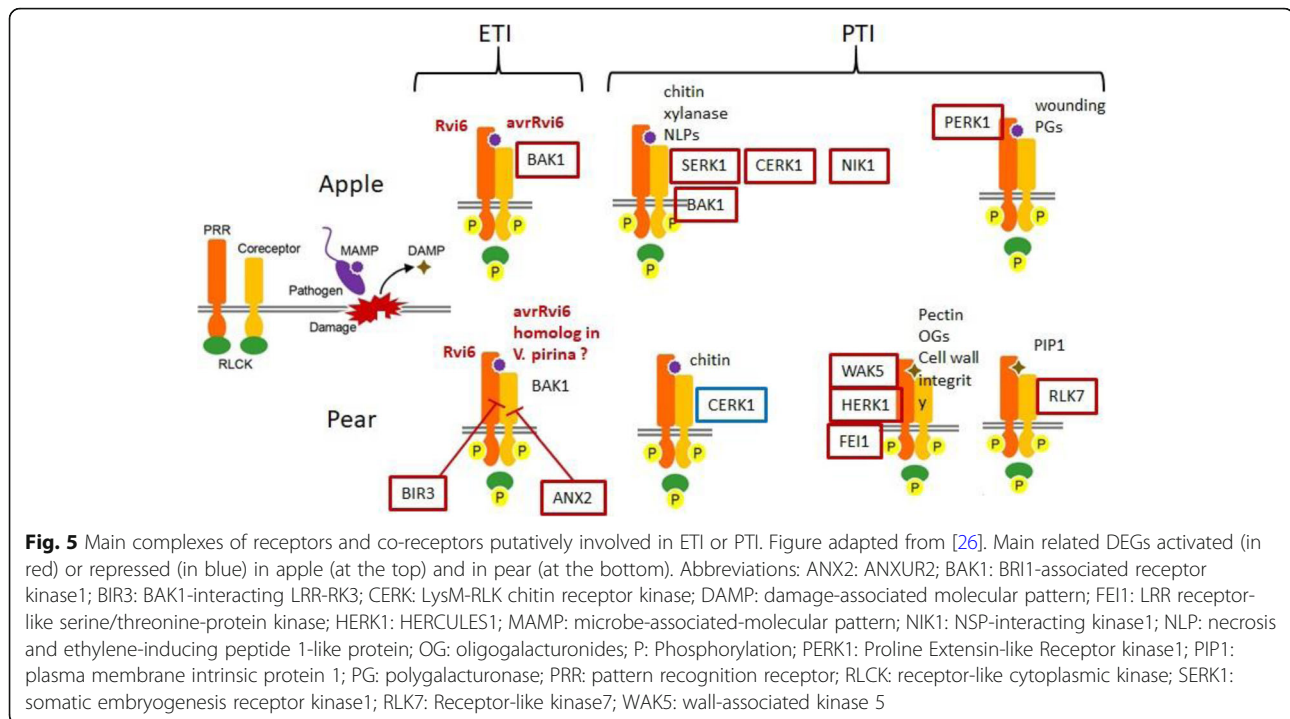 ETI
PTI
Rvi6
avrRvi6
BAK1
chitin
xylanase
NLPs
SERK1
CERK1
NIK1
BAK1
PERK1
wounding
PGs
P
P
P
P
P
P
P
P
P
Apple
PRR
Coreceptor
MAMP
DAMP
Pathogen
Damage
RLCK
Pear
Rvi6
avrRvi6
homolog in
V. pirina ?
BAK1
BIR3
ANX2
chitin
CERK1
Pectin
OGs
Cell wall
integrit
y
WAK5
HERK1
FEI1
PIP1
RLK7
P
P
P
P
P
P
P
P
P
P
P
P
Fig. 5 Main complexes of receptors and co-receptors putatively involved in ETI or PTI. Figure adapted from [26]. Main related DEGs activated (in
red) or repressed (in blue) in apple (at the top) and in pear (at the bottom). Abbreviations: ANX2: ANXUR2; BAK1: BRI1-associated receptor
kinase1; BIR3: BAK1-interacting LRR-RK3; CERK: LysM-RLK chitin receptor kinase; DAMP: damage-associated molecular pattern; FEI1: LRR receptor-
like serine/threonine-protein kinase; HERK1: HERCULES1; MAMP: microbe-associated-molecular pattern; NIK1: NSP-interacting kinase1; NLP: necrosis
and ethylene-inducing peptide 1-like protein; OG: oligogalacturonides; P: Phosphorylation; PERK1: Proline Extensin-like Receptor kinase1; PIP1:
plasma membrane intrinsic protein 1; PG: polygalacturonase; PRR: pattern recognition receptor; RLCK: receptor-like cytoplasmic kinase; SERK1:
somatic embryogenesis receptor kinase1; RLK7: Receptor-like kinase7; WAK5: wall-associated kinase 5